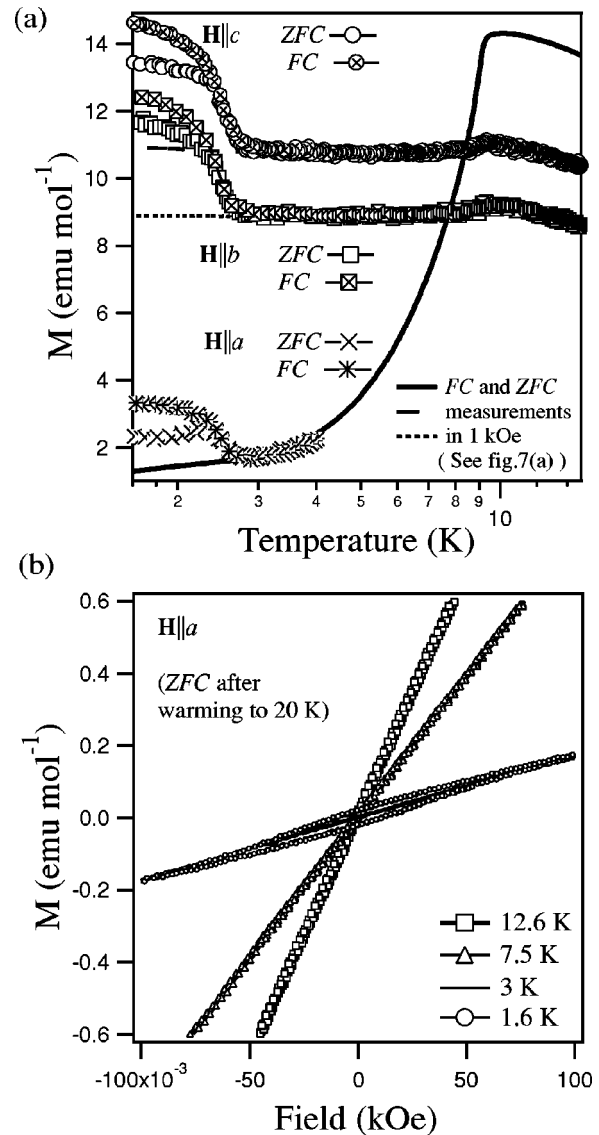 (a)
14
12
10
8
6
4
2
M (emu mol⁻¹)
H||c ZFC
FC
H||b ZFC
FC
H||a ZFC
FC
FC and ZFC
measurements
in 1 kOe
( See fig.7(a) )
2 3 4 5 6 7 8 9 10
Temperature (K)
(b)
0.6
0.4
0.2
0.0
-0.2
-0.4
-0.6
M (emu mol⁻¹)
H||a
(ZFC after
warming to 20 K)
12.6 K
7.5 K
3 K
1.6 K
-100x10⁻³ -50 0 50 100
Field (kOe)